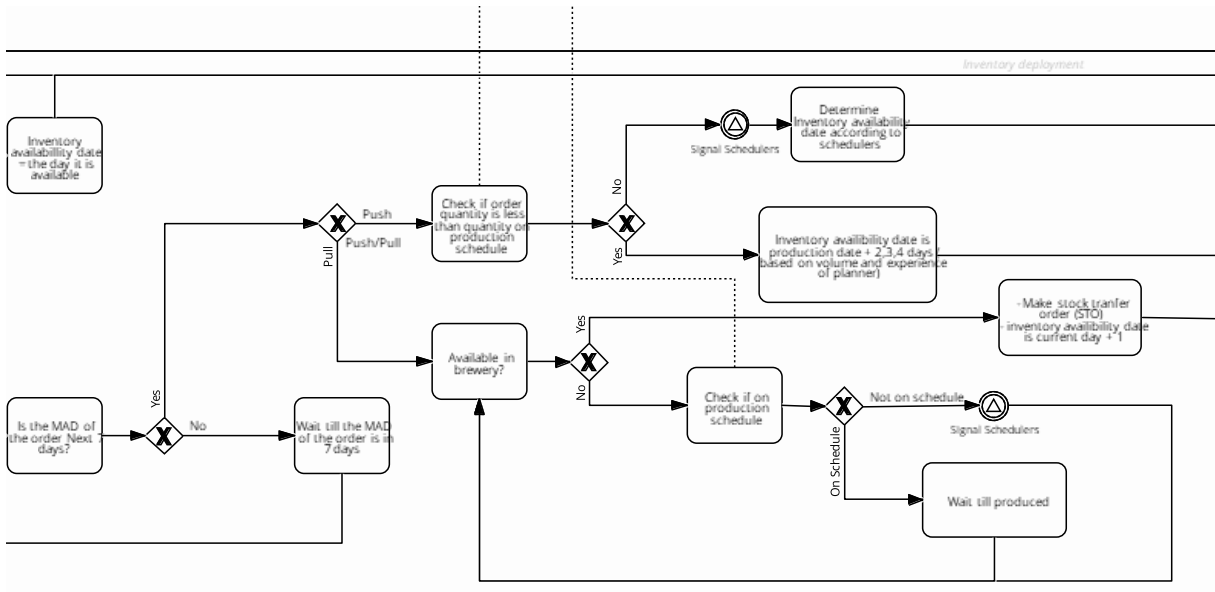 Inventory deployment
Inventory
availabillity date
= the day it is
available
Signal Schedulers
Determine
Inventory availability
date according to
schedulers
No
Push
Push/Pull
Pull
Check if order
quantity is less
than quantity on
production
schedule
Yes
Inventory availibility date is
production date + 2,3,4 days (
based on volume and experience
of planner)
- Make stock tranfer
order (STO)
- inventory availibility date
is current day + 1
Yes
Available in
brewery?
No
Check if on
production
schedule
Not on schedule
Signal Schedulers
On Schedule
Wait till produced
Is the MAD of
the order Next 7
days?
Yes
No
Wait till the MAD
of the order is in
7 days